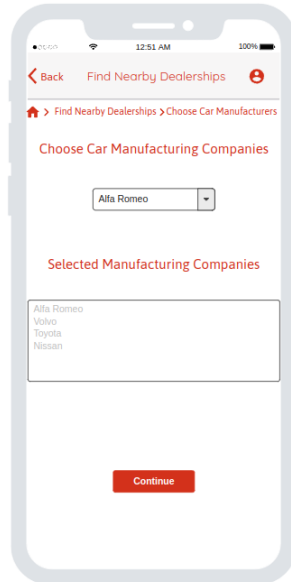 12:51 AM 100%
Back Find Nearby Dealerships
Find Nearby Dealerships Choose Car Manufacturers
Choose Car Manufacturing Companies
Alfa Romeo
Selected Manufacturing Companies
Alfa Romeo
Volvo
Toyota
Nissan
Continue